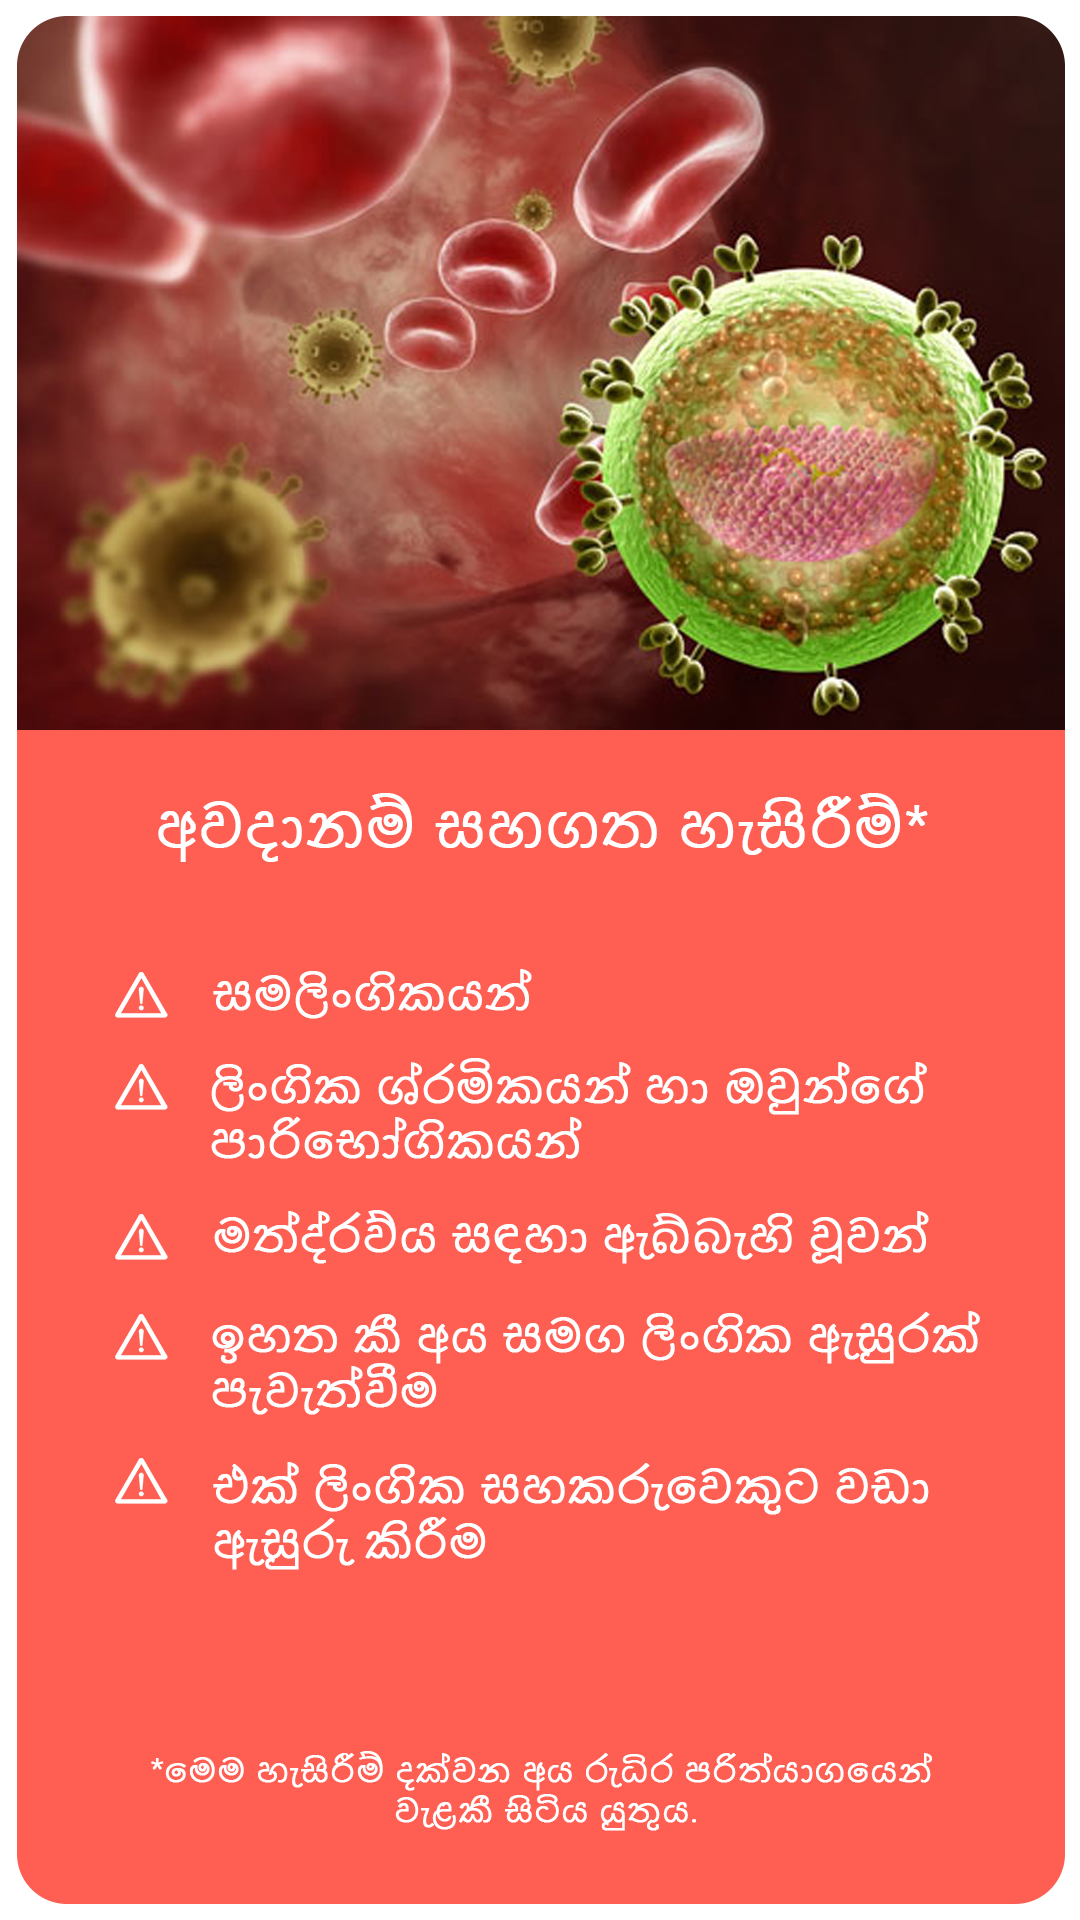 අවදානම් සහගත හැසිරීම්*
සමලිංගිකයන්
ලිංගික ශ්රමිකයන් හා ඔවුන්ගේ
පාරිභෝගිකයන්
මත්ද්රව්ය සඳහා ඇබ්බැහි වූවන්
ඉහත කී අය සමග ලිංගික ඇසුරක්
පැවැත්වීම
එක් ලිංගික සහකරුවෙකුට වඩා
ඇසුරු කිරීම
*මෙම හැසිරීම් දක්වන අය රුධිර පරිත්යාගයෙන්
වැළකී සිටිය යුතුය.